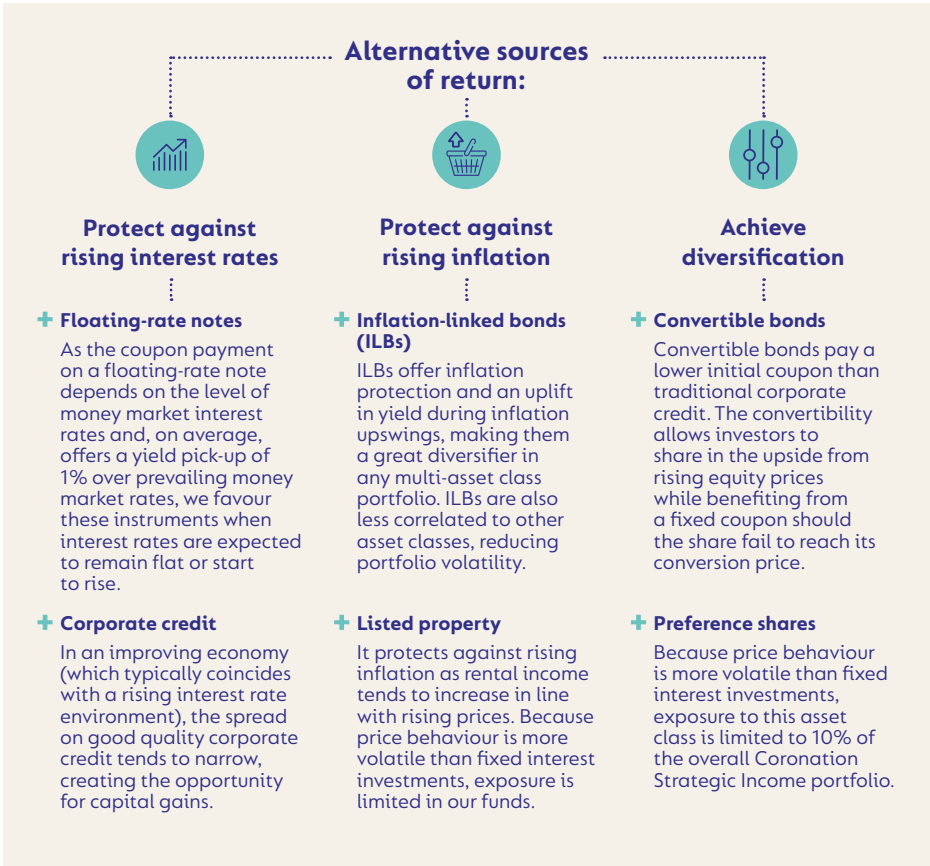 Alternative sources
of return:
Protect against
rising interest rates
+ Floating-rate notes
As the coupon payment
on a floating-rate note
depends on the level of
money market interest
rates and, on average,
offers a yield pick-up of
1% over prevailing money
market rates, we favour
these instruments when
interest rates are expected
to remain flat or start
to rise.
+ Corporate credit
In an improving economy
(which typically coincides
with a rising interest rate
environment), the spread
on good quality corporate
credit tends to narrow,
creating the opportunity
for capital gains.
Protect against
rising inflation
+ Inflation-linked bonds
(ILBs)
ILBs offer inflation
protection and an uplift
in yield during inflation
upswings, making them
a great diversifier in
any multi-asset class
portfolio. ILBs are also
less correlated to other
asset classes, reducing
portfolio volatility.
+ Listed property
It protects against rising
inflation as rental income
tends to increase in line
with rising prices. Because
price behaviour is more
volatile than fixed interest
investments, exposure is
limited in our funds.
Achieve
diversification
+ Convertible bonds
Convertible bonds pay a
lower initial coupon than
traditional corporate
credit. The convertibility
allows investors to
share in the upside from
rising equity prices
while benefiting from
a fixed coupon should
the share fail to reach its
conversion price.
+ Preference shares
Because price behaviour
is more volatile than fixed
interest investments,
exposure to this asset
class is limited to 10% of
the overall Coronation
Strategic Income portfolio.